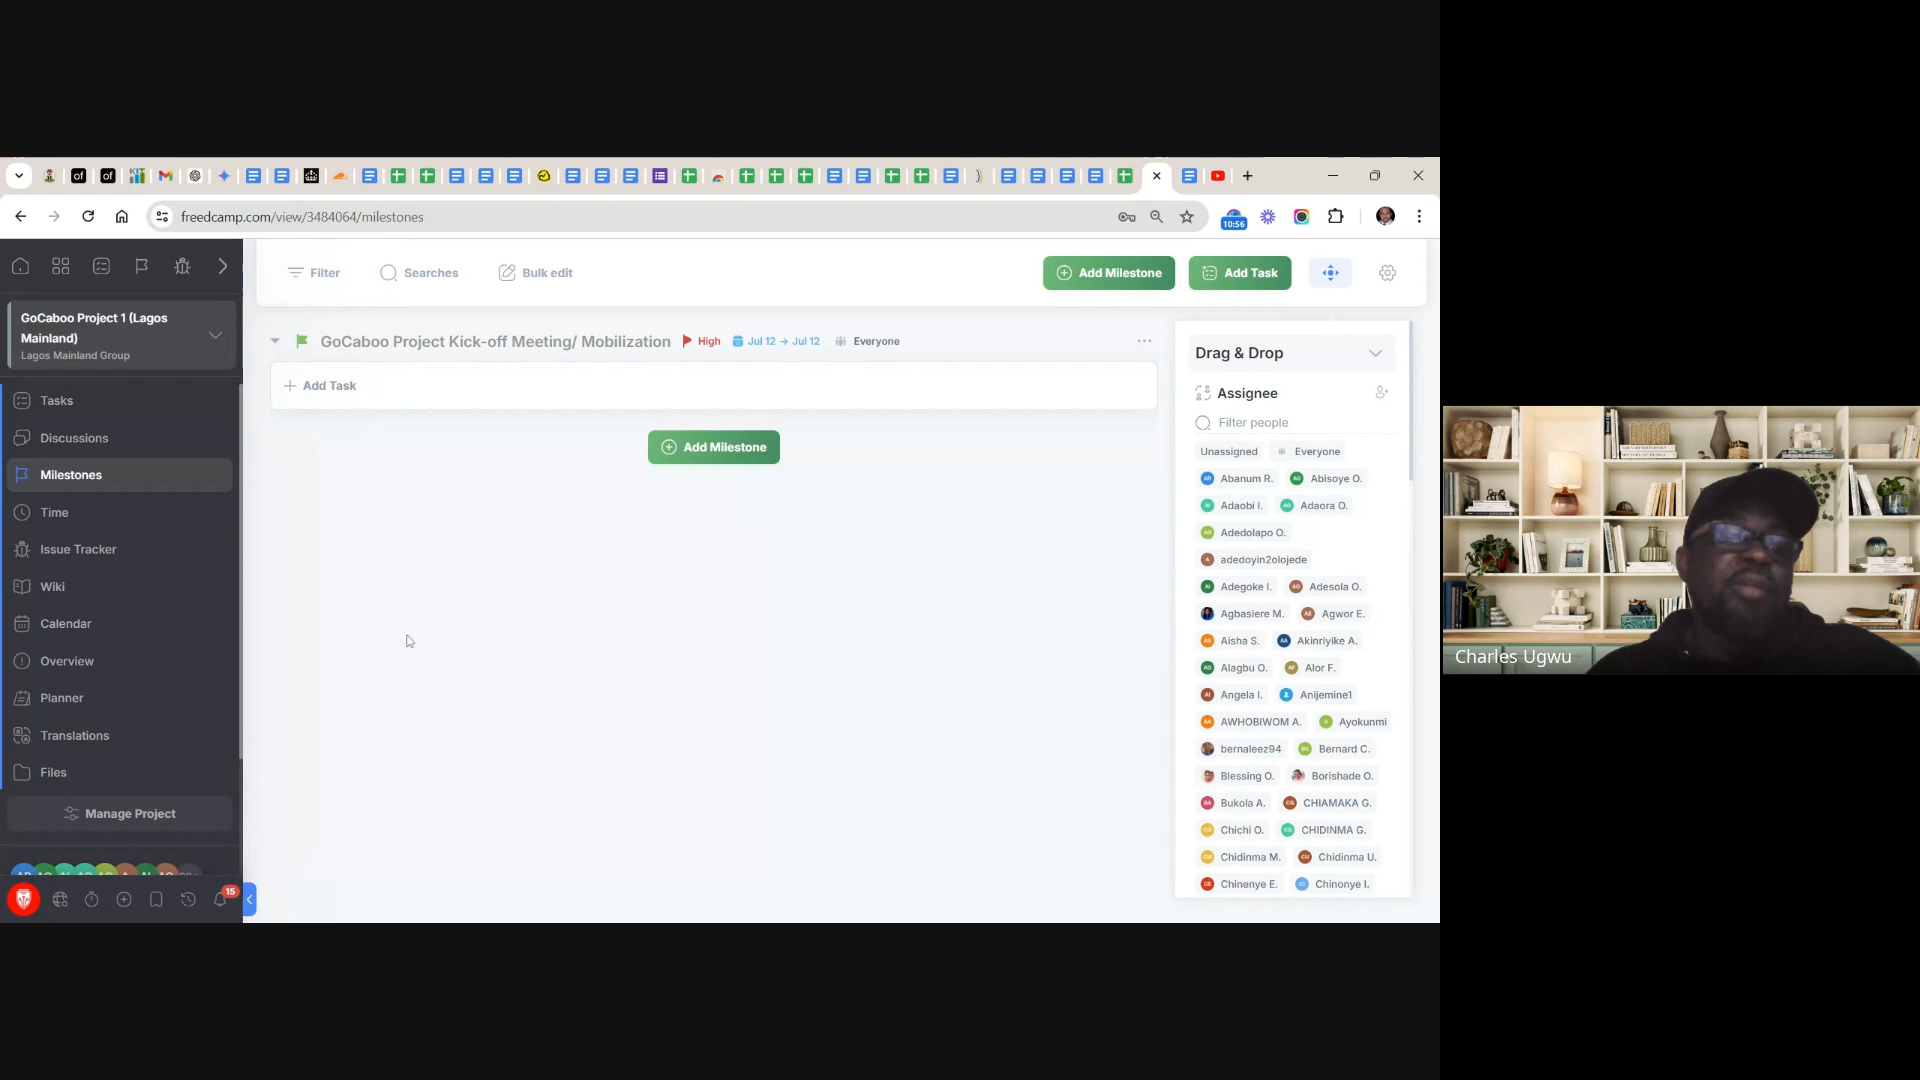 freedcamp.com/view/3484064/milestones
10:56
Filter
Searches
Bulk edit
Add Milestone
Add Task
GoCaboo Project 1 (Lagos
Mainland)
Lagos Mainland Group
Tasks
Discussions
Milestones
Time
Issue Tracker
Wiki
Calendar
Overview
Planner
Translations
Files
Manage Project
15
GoCaboo Project Kick-off Meeting/ Mobilization
High
Jul 12 → Jul 12
Everyone
Add Task
Add Milestone
Drag & Drop
Assignee
Filter people
Unassigned
Everyone
Abanum R.
Abisoye O.
Adaobi I.
Adaora O.
Adedolapo O.
adedoyin2olojede
Adegoke I.
Adesola O.
Agbasiere M.
Agwor E.
Aisha S.
Akinriyike A.
Alagbu O.
Alor F.
Angela I.
Anijemine1
AWHOBIWOM A.
Ayokunmi
bernaleez94
Bernard C.
Blessing O.
Borishade O.
Bukola A.
CHIAMAKA G.
Chichi O.
CHIDINMA G.
Chidinma M.
Chidinma U.
Chinenye E.
Chinonye I.
Charles Ugwu